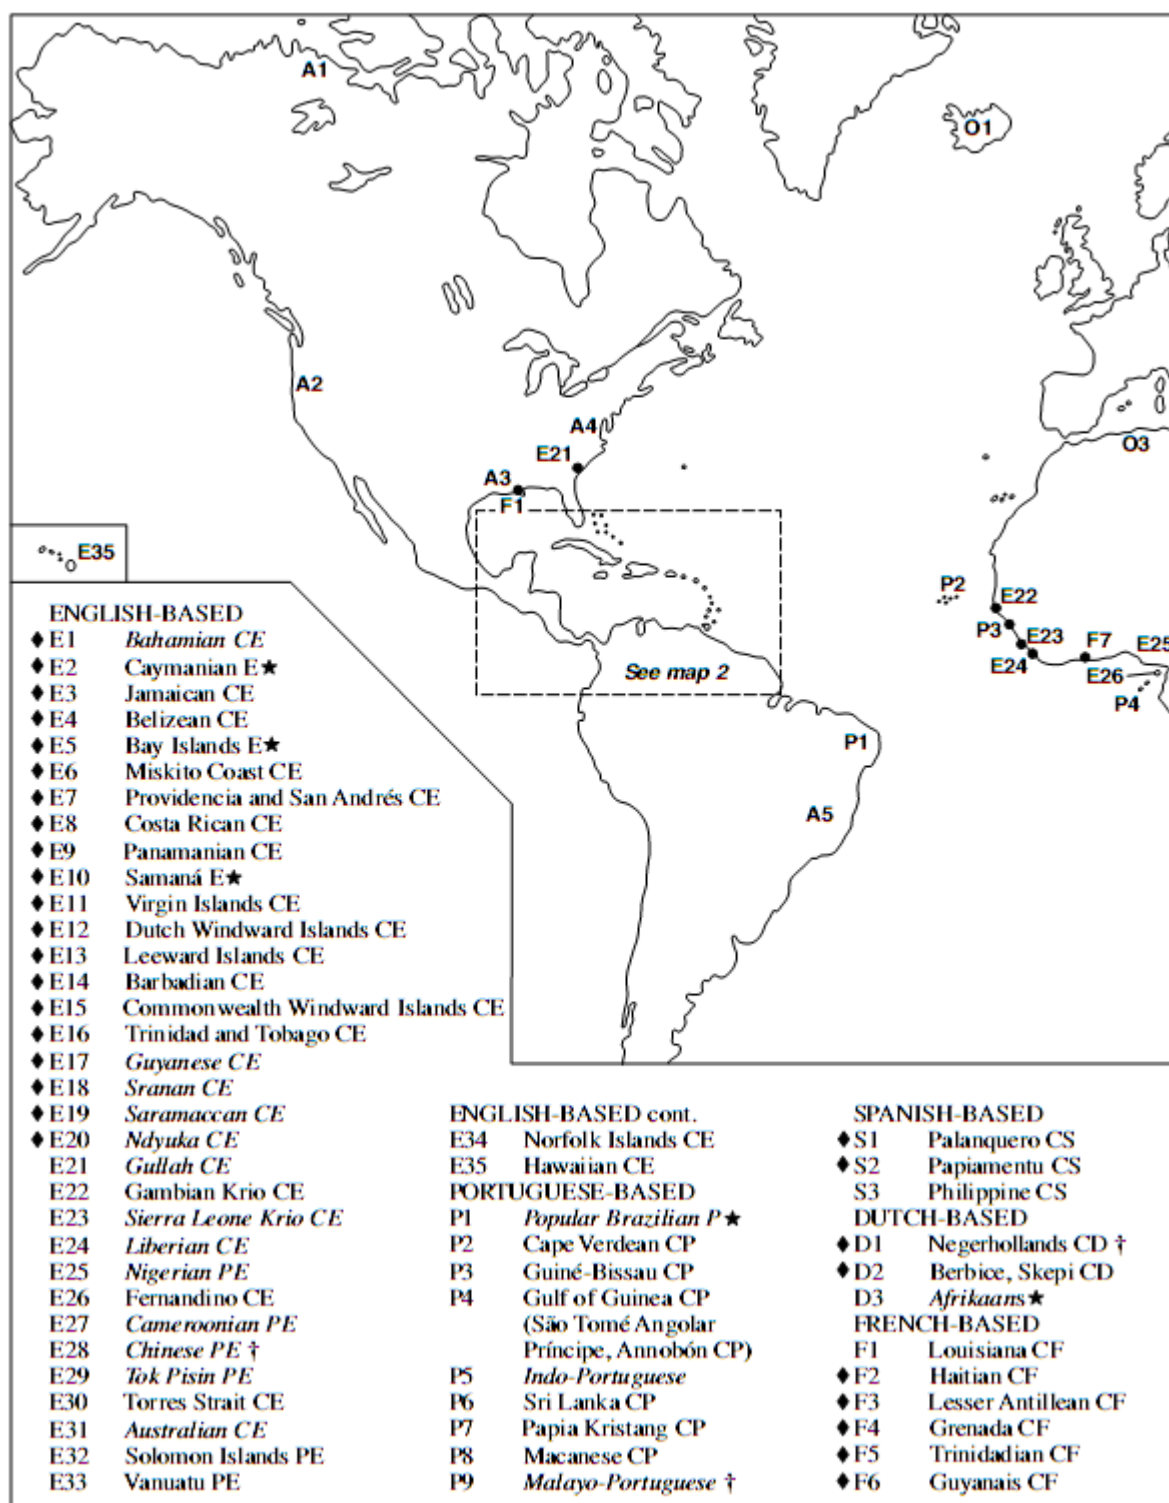 A1
O1
A2
A4
E21
A3
F1
O3
E35
P2
E22
P3
E23
E24
F7
E25
E26
P4
See map 2
P1
A5
ENGLISH-BASED
♦ E1 Bahamian CE
♦ E2 Caymanian E★
♦ E3 Jamaican CE
♦ E4 Belizean CE
♦ E5 Bay Islands E★
♦ E6 Miskito Coast CE
♦ E7 Providencia and San Andrés CE
♦ E8 Costa Rican CE
♦ E9 Panamanian CE
♦ E10 Samaná E★
♦ E11 Virgin Islands CE
♦ E12 Dutch Windward Islands CE
♦ E13 Leeward Islands CE
♦ E14 Barbadian CE
♦ E15 Commonwealth Windward Islands CE
♦ E16 Trinidad and Tobago CE
♦ E17 Guyanese CE
♦ E18 Sranan CE
♦ E19 Saramaccan CE
♦ E20 Ndyuka CE
E21 Gullah CE
E22 Gambian Krio CE
E23 Sierra Leone Krio CE
E24 Liberian CE
E25 Nigerian PE
E26 Fernandino CE
E27 Cameroonian PE
E28 Chinese PE †
E29 Tok Pisin PE
E30 Torres Strait CE
E31 Australian CE
E32 Solomon Islands PE
E33 Vanuatu PE
ENGLISH-BASED cont.
E34 Norfolk Islands CE
E35 Hawaiian CE
PORTUGUESE-BASED
P1 Popular Brazilian P★
P2 Cape Verdean CP
P3 Guiné-Bissau CP
P4 Gulf of Guinea CP
(São Tomé Angolar
Príncipe, Annobón CP)
P5 Indo-Portuguese
P6 Sri Lanka CP
P7 Papia Kristang CP
P8 Macanese CP
P9 Malayo-Portuguese †
SPANISH-BASED
♦ S1 Palanquero CS
♦ S2 Papiamentu CS
S3 Philippine CS
DUTCH-BASED
♦ D1 Negerhollands CD †
♦ D2 Berbice, Skepi CD
D3 Afrikaans★
FRENCH-BASED
F1 Louisiana CF
♦ F2 Haitian CF
♦ F3 Lesser Antillean CF
♦ F4 Grenada CF
♦ F5 Trinidadian CF
♦ F6 Guyanais CF